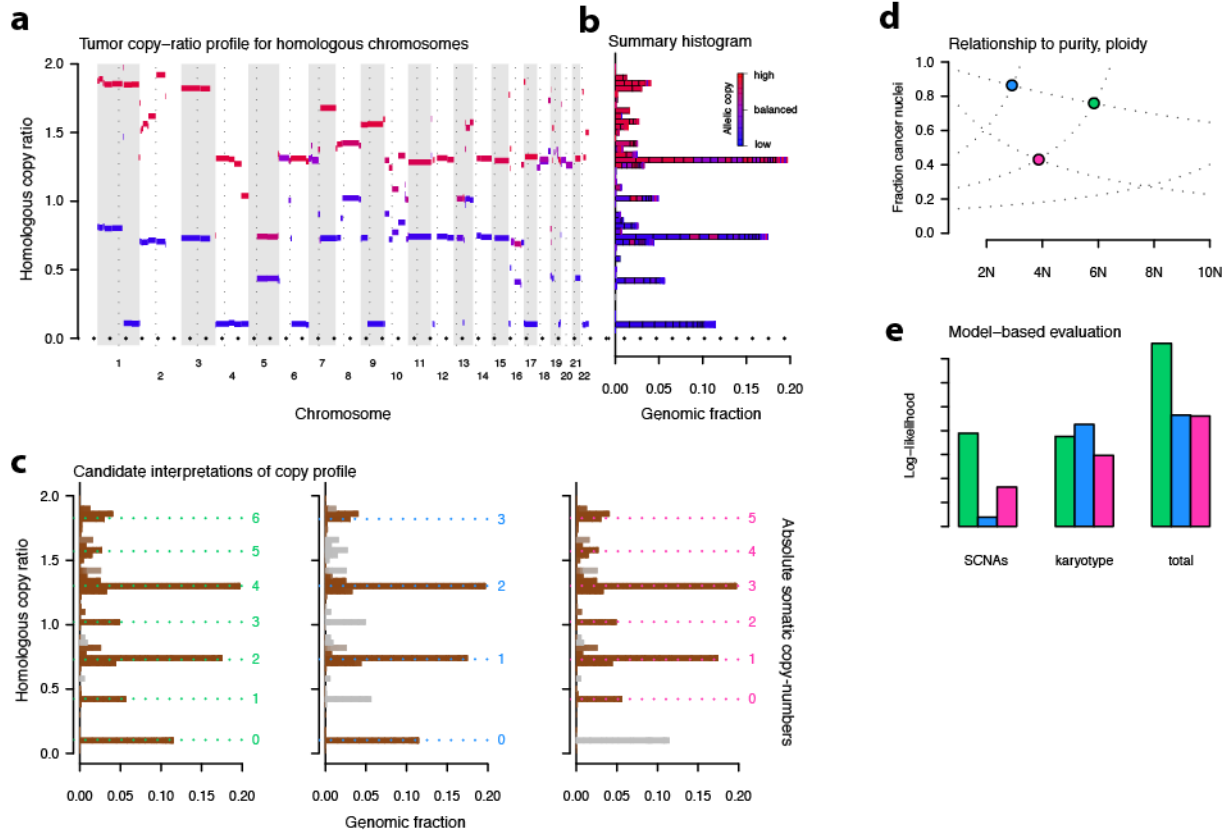 a
Tumor copy-ratio profile for homologous chromosomes
2.0
1.5
1.0
0.5
0.0
Homologous copy ratio
1 3 5 7 9 11 13 15 17 19 21
2 4 6 8 10 12 14 16 18 20 22
Chromosome
b
Summary histogram
high
balanced
low
Allelic copy
0.00 0.05 0.10 0.15 0.20
Genomic fraction
c
Candidate interpretations of copy profile
2.0
1.5
1.0
0.5
0.0
Homologous copy ratio
6
5
4
3
2
1
0
3
2
1
0
5
4
3
2
1
0
Absolute somatic copy-numbers
0.00 0.05 0.10 0.15 0.20
0.00 0.05 0.10 0.15 0.20
0.00 0.05 0.10 0.15 0.20
Genomic fraction
d
Relationship to purity, ploidy
1.0
0.8
0.6
0.4
0.2
0.0
Fraction cancer nuclei
2N 4N 6N 8N 10N
e
Model-based evaluation
Log-likelihood
SCNAs karyotype total